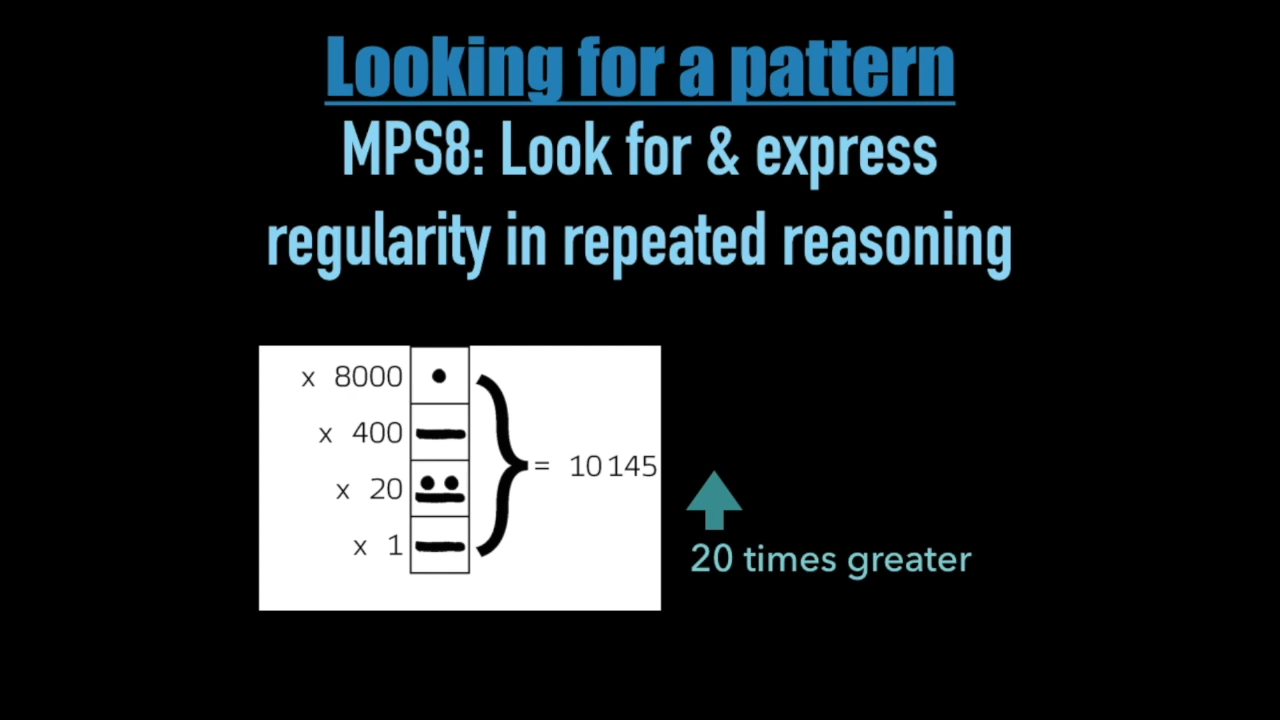 Looking for a pattern
MPS8: Look for & express
regularity in repeated reasoning
x 8000
x 400
x 20
x 1
= 10 145
20 times greater